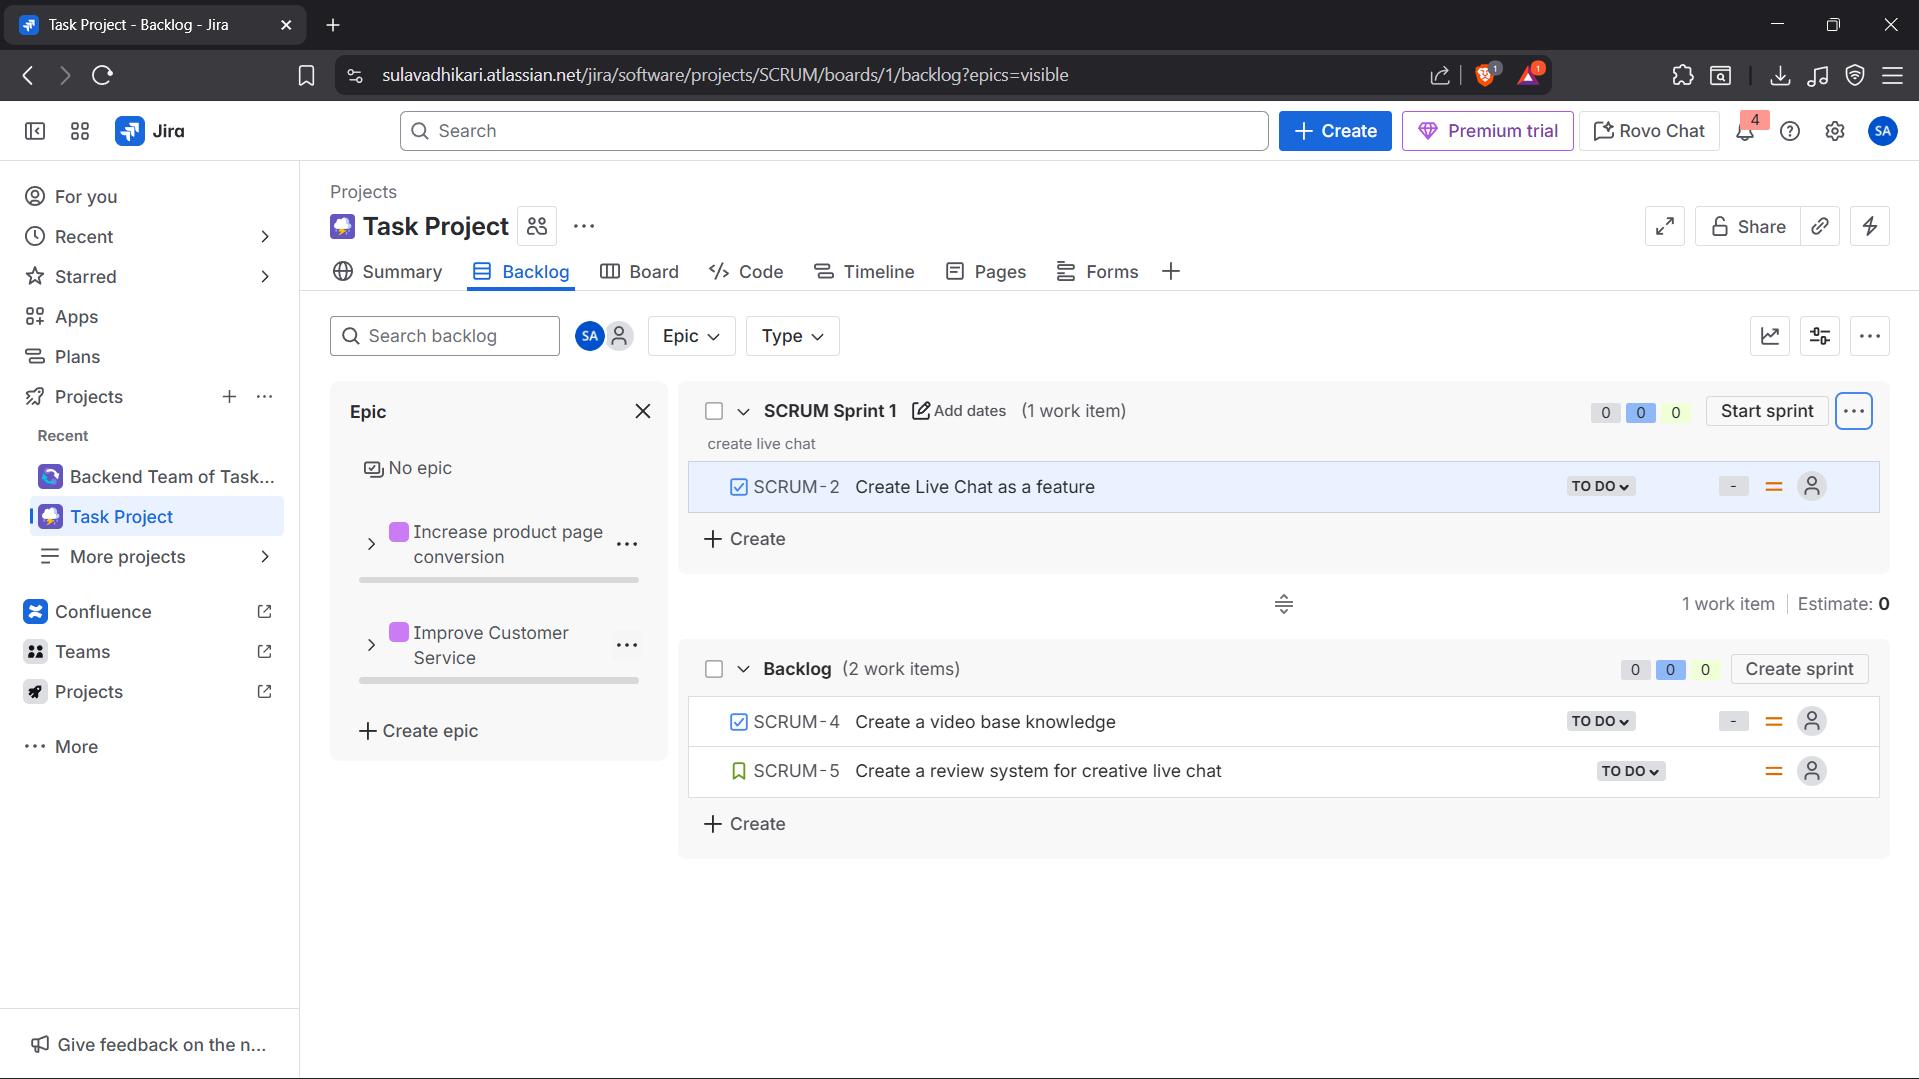 Task Project - Backlog - Jira
sulavadhikari.atlassian.net/jira/software/projects/SCRUM/boards/1/backlog?epics=visible
1
1
Jira
Search
Create
Premium trial
Rovo Chat
4
SA
For you
Recent
Starred
Apps
Plans
Projects
Recent
Backend Team of Task...
Task Project
More projects
Confluence
Teams
Projects
More
Give feedback on the n...
Projects
Task Project
Share
Summary
Backlog
Board
Code
Timeline
Pages
Forms
Search backlog
SA
Epic
Type
Epic
No epic
Increase product page
conversion
Improve Customer
Service
Create epic
SCRUM Sprint 1 Add dates (1 work item)
0 0 0
Start sprint
create live chat
SCRUM-2 Create Live Chat as a feature
TO DO
-
Create
1 work item
Estimate: 0
Backlog (2 work items)
0 0 0
Create sprint
SCRUM-4 Create a video base knowledge
TO DO
-
SCRUM-5 Create a review system for creative live chat
TO DO
Create